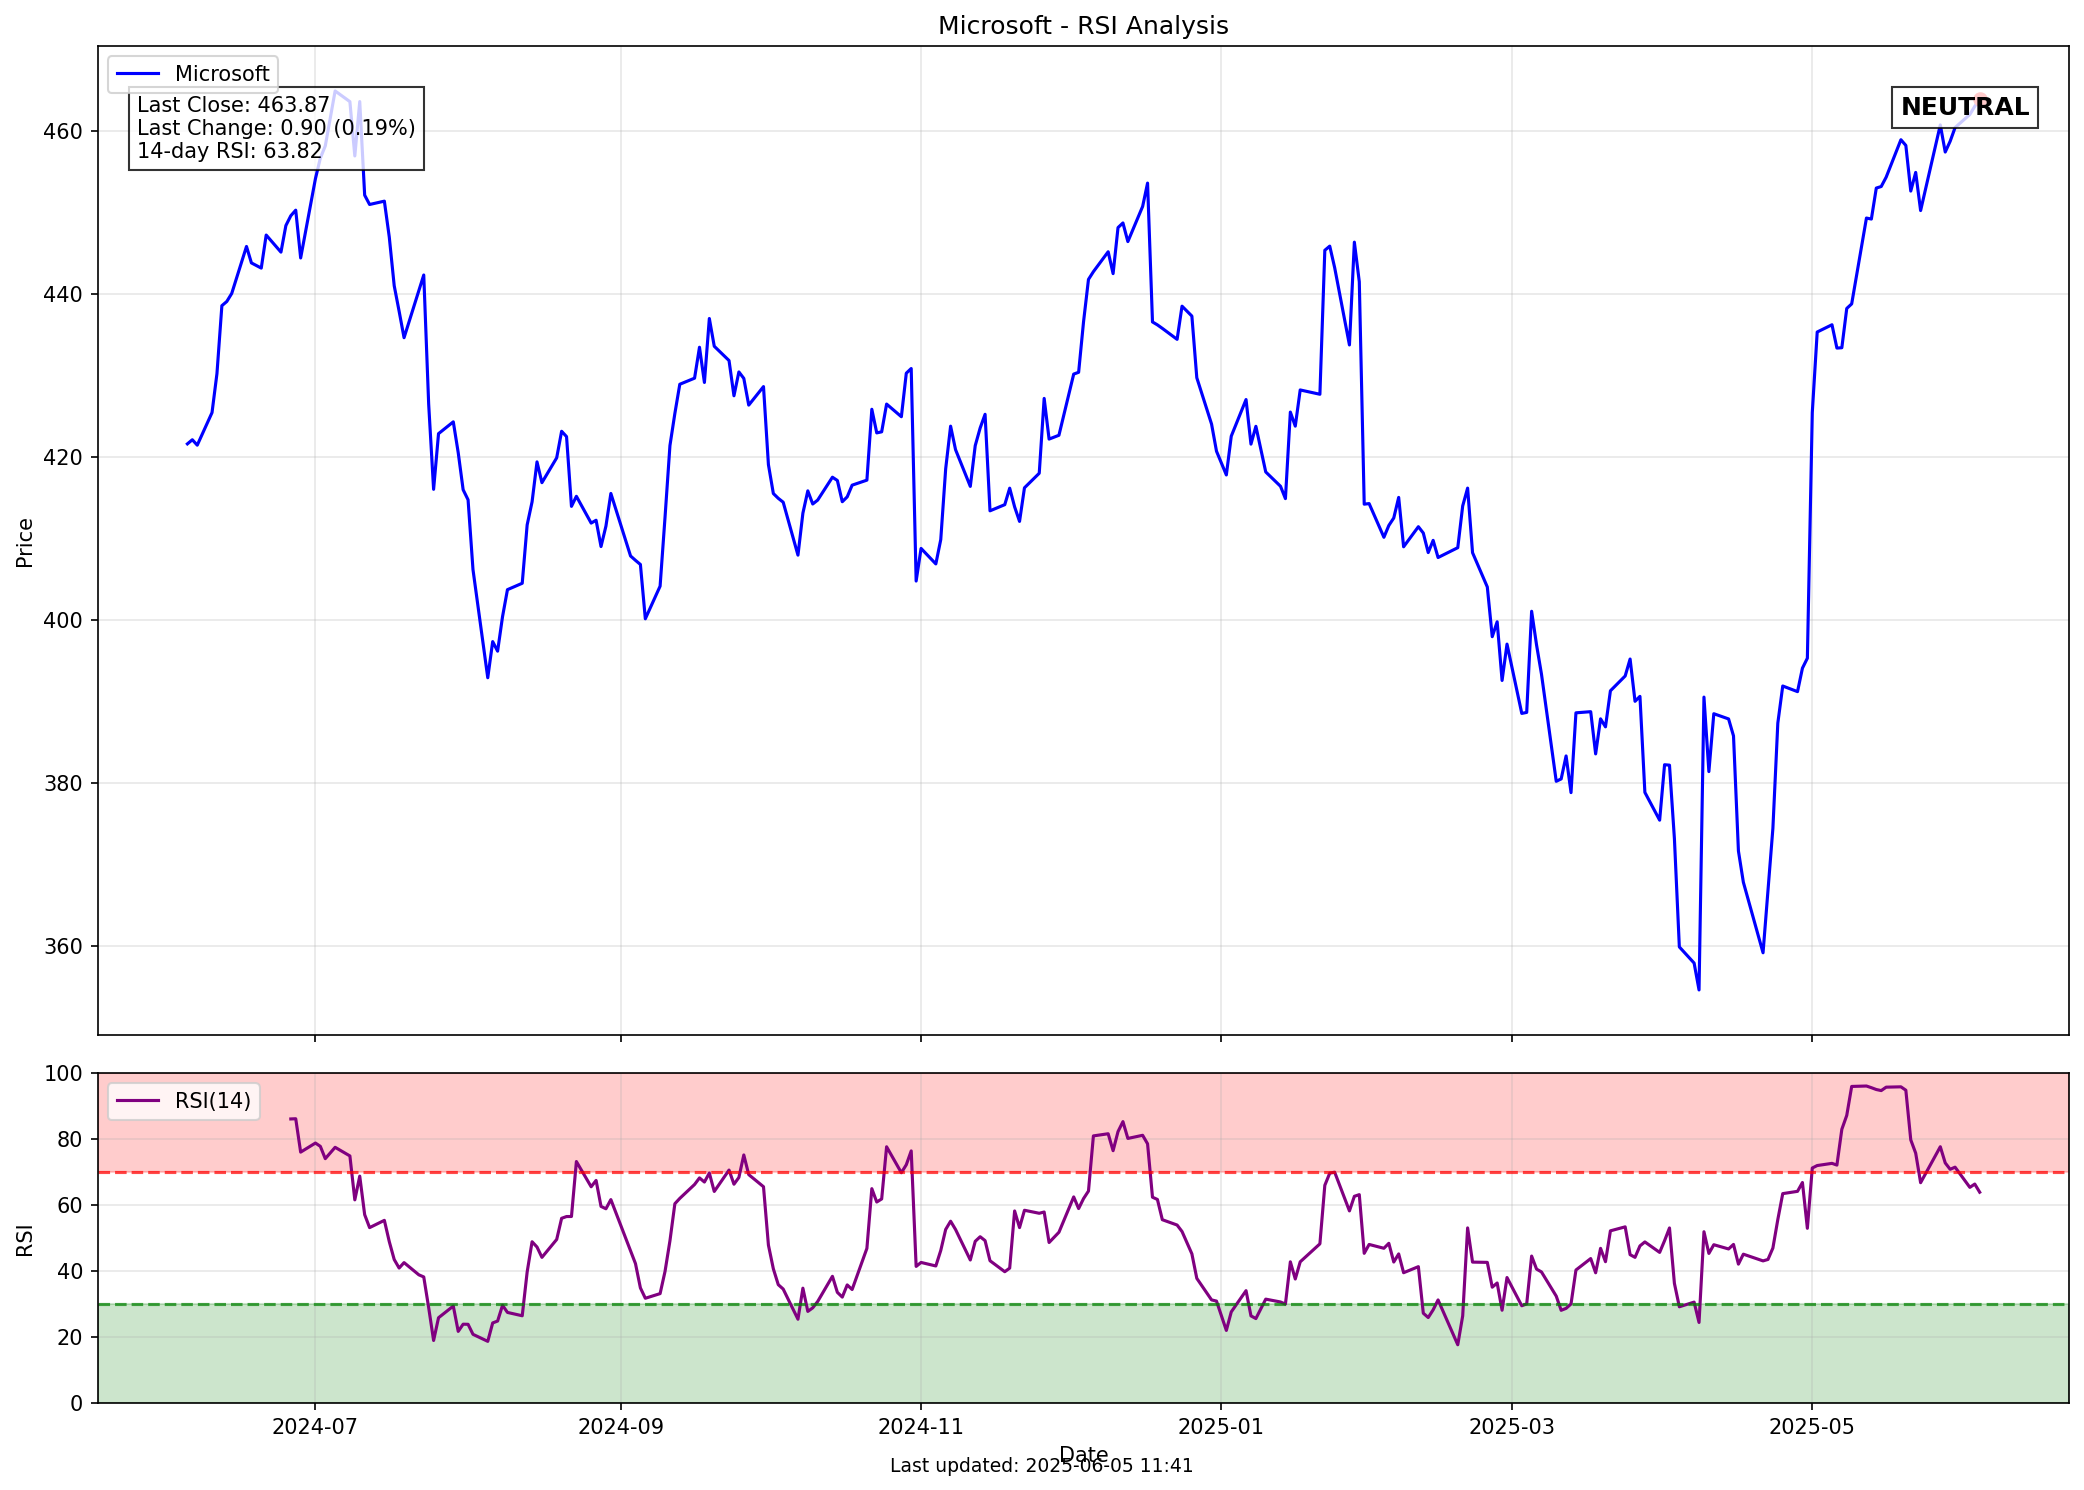 Microsoft - RSI Analysis
Microsoft
Last Close: 463.87
Last Change: 0.90 (0.19%)
14-day RSI: 63.82
NEUTRAL
460
440
420
400
380
360
Price
100
80
60
40
20
0
RSI
RSI(14)
2024-07
2024-09
2024-11
2025-01
2025-03
2025-05
Date
Last updated: 2025-06-05 11:41